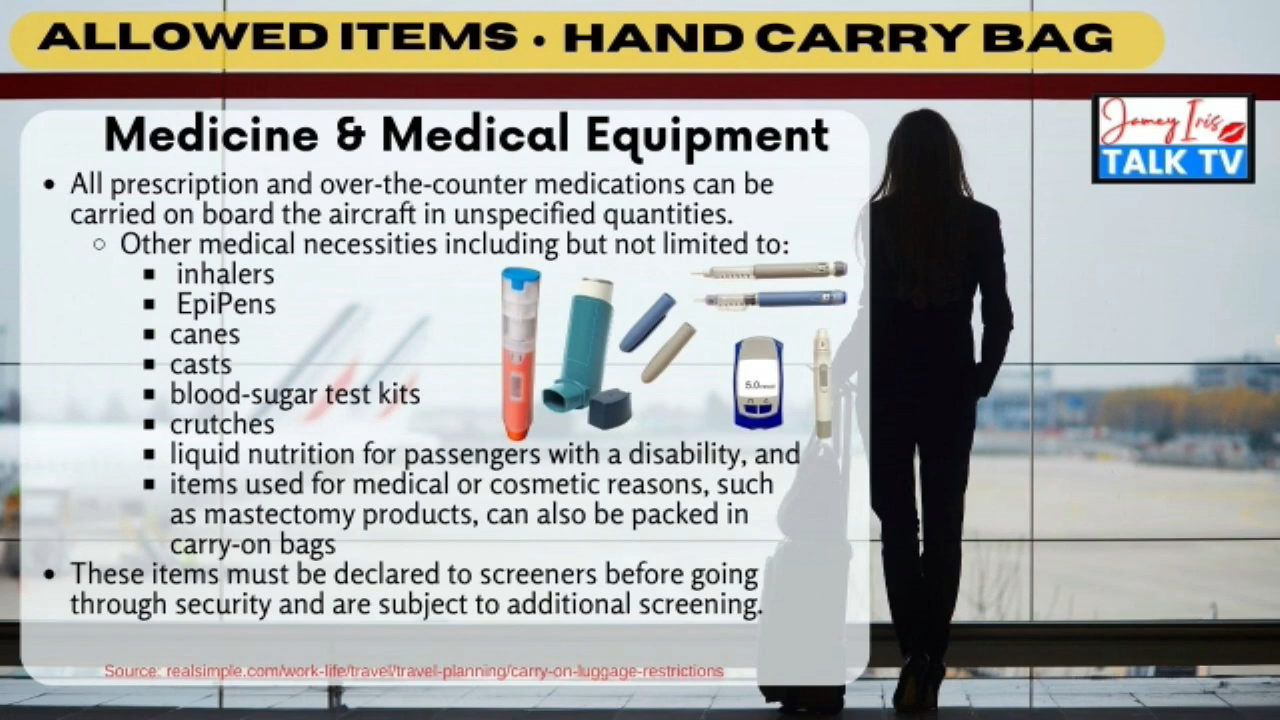 ALLOWED ITEMS • HAND CARRY BAG
Jamey Iris
TALK TV
Medicine & Medical Equipment
• All prescription and over-the-counter medications can be
carried on board the aircraft in unspecified quantities.
○ Other medical necessities including but not limited to:
▪ inhalers
▪ EpiPens
▪ canes
▪ casts
▪ blood-sugar test kits
▪ crutches
▪ liquid nutrition for passengers with a disability, and
▪ items used for medical or cosmetic reasons, such
as mastectomy products, can also be packed in
carry-on bags
• These items must be declared to screeners before going
through security and are subject to additional screening.
5.0
Source: realsimple.com/work-life/travel/travel-planning/carry-on-luggage-restrictions